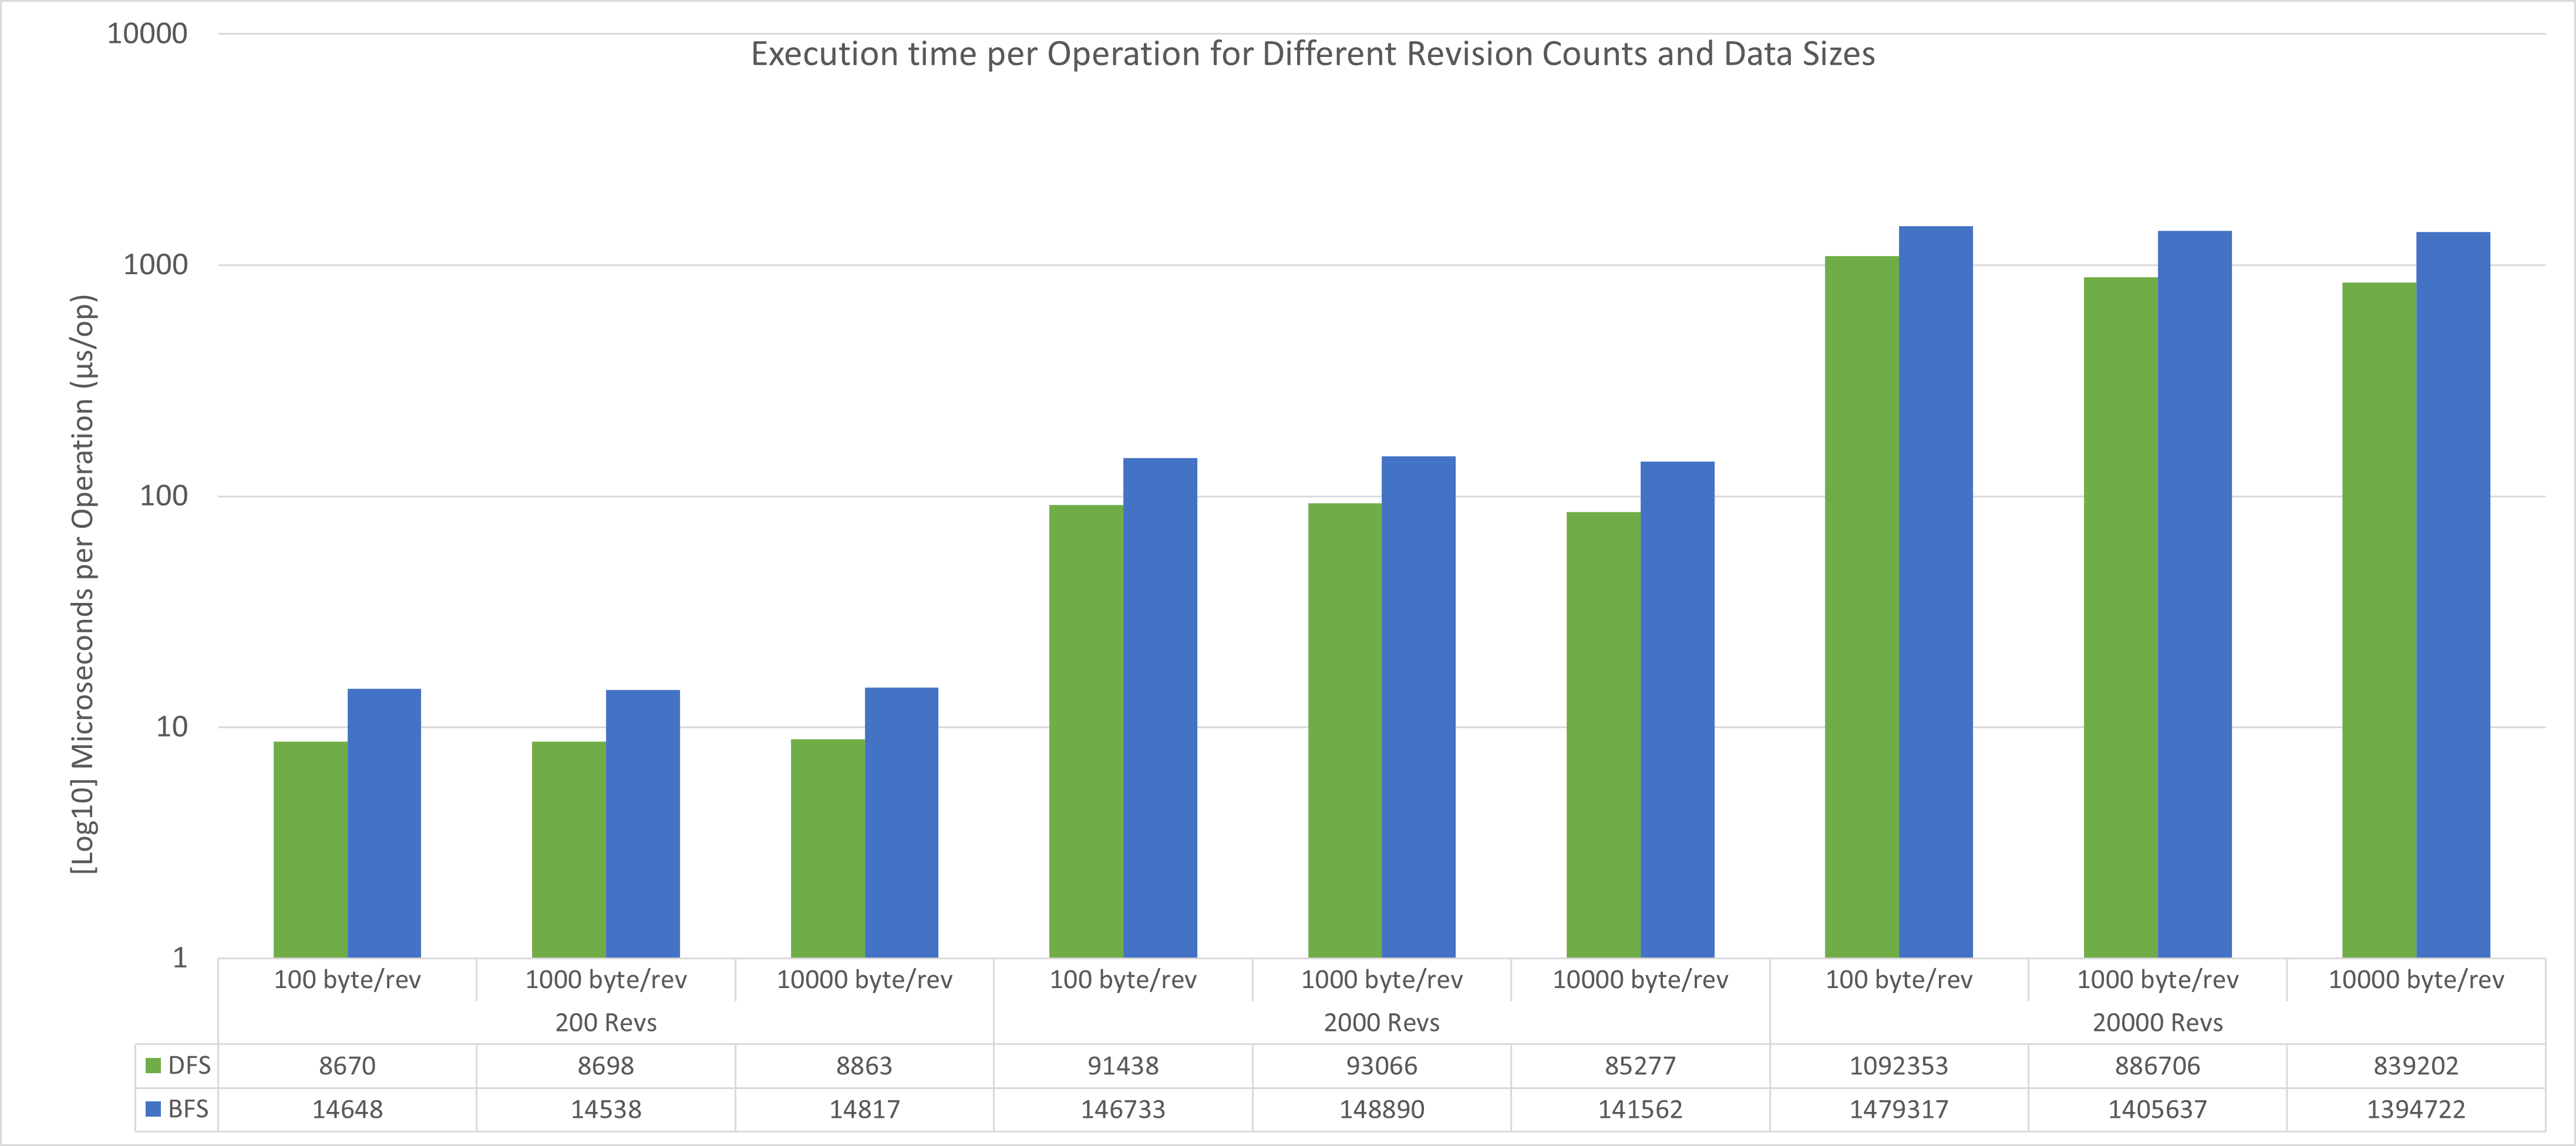 Execution time per Operation for Different Revision Counts and Data Sizes
[Log10] Microseconds per Operation (µs/op)
10000
1000
100
10
1
100 byte/rev 1000 byte/rev 10000 byte/rev 100 byte/rev 1000 byte/rev 10000 byte/rev 100 byte/rev 1000 byte/rev 10000 byte/rev
200 Revs 2000 Revs 20000 Revs
DFS 8670 8698 8863 91438 93066 85277 1092353 886706 839202
BFS 14648 14538 14817 146733 148890 141562 1479317 1405637 1394722